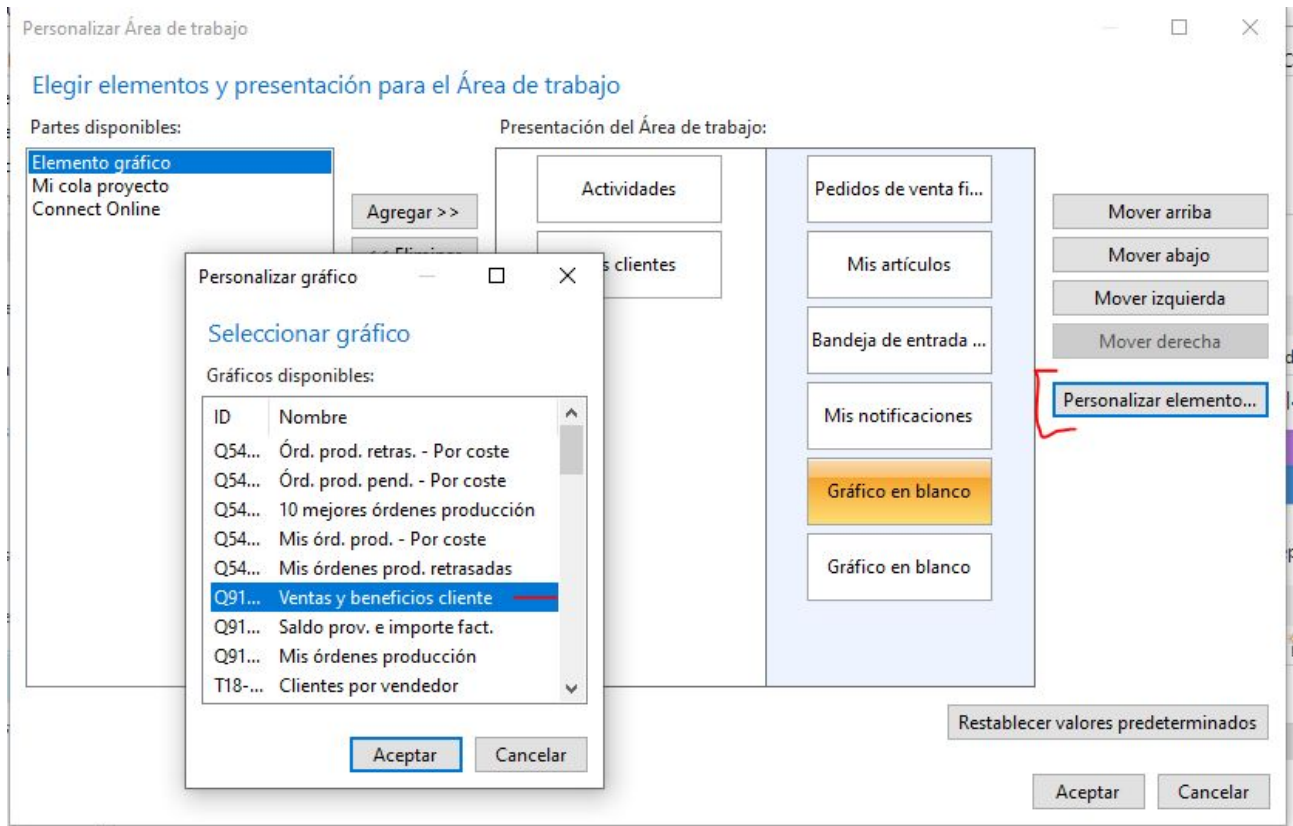 Personalizar Área de trabajo
Elegir elementos y presentación para el Área de trabajo
Partes disponibles:
Presentación del Área de trabajo:
Elemento gráfico
Mi cola proyecto
Connect Online
Agregar >>
Actividades
s clientes
Pedidos de venta fi...
Mis artículos
Bandeja de entrada ...
Mis notificaciones
Gráfico en blanco
Gráfico en blanco
Mover arriba
Mover abajo
Mover izquierda
Mover derecha
Personalizar elemento...
Personalizar gráfico
Seleccionar gráfico
Gráficos disponibles:
ID Nombre
Q54... Órd. prod. retras. - Por coste
Q54... Órd. prod. pend. - Por coste
Q54... 10 mejores órdenes producción
Q54... Mis órd. prod. - Por coste
Q54... Mis órdenes prod. retrasadas
Q91... Ventas y beneficios cliente
Q91... Saldo prov. e importe fact.
Q91... Mis órdenes producción
T18-... Clientes por vendedor
Aceptar Cancelar
Restablecer valores predeterminados
Aceptar Cancelar